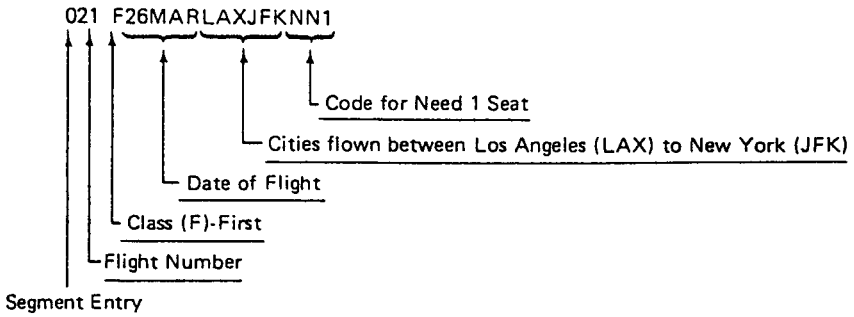 021 F26MARLAXJFKNN1
Code for Need 1 Seat
Cities flown between Los Angeles (LAX) to New York (JFK)
Date of Flight
Class (F)-First
Flight Number
Segment Entry